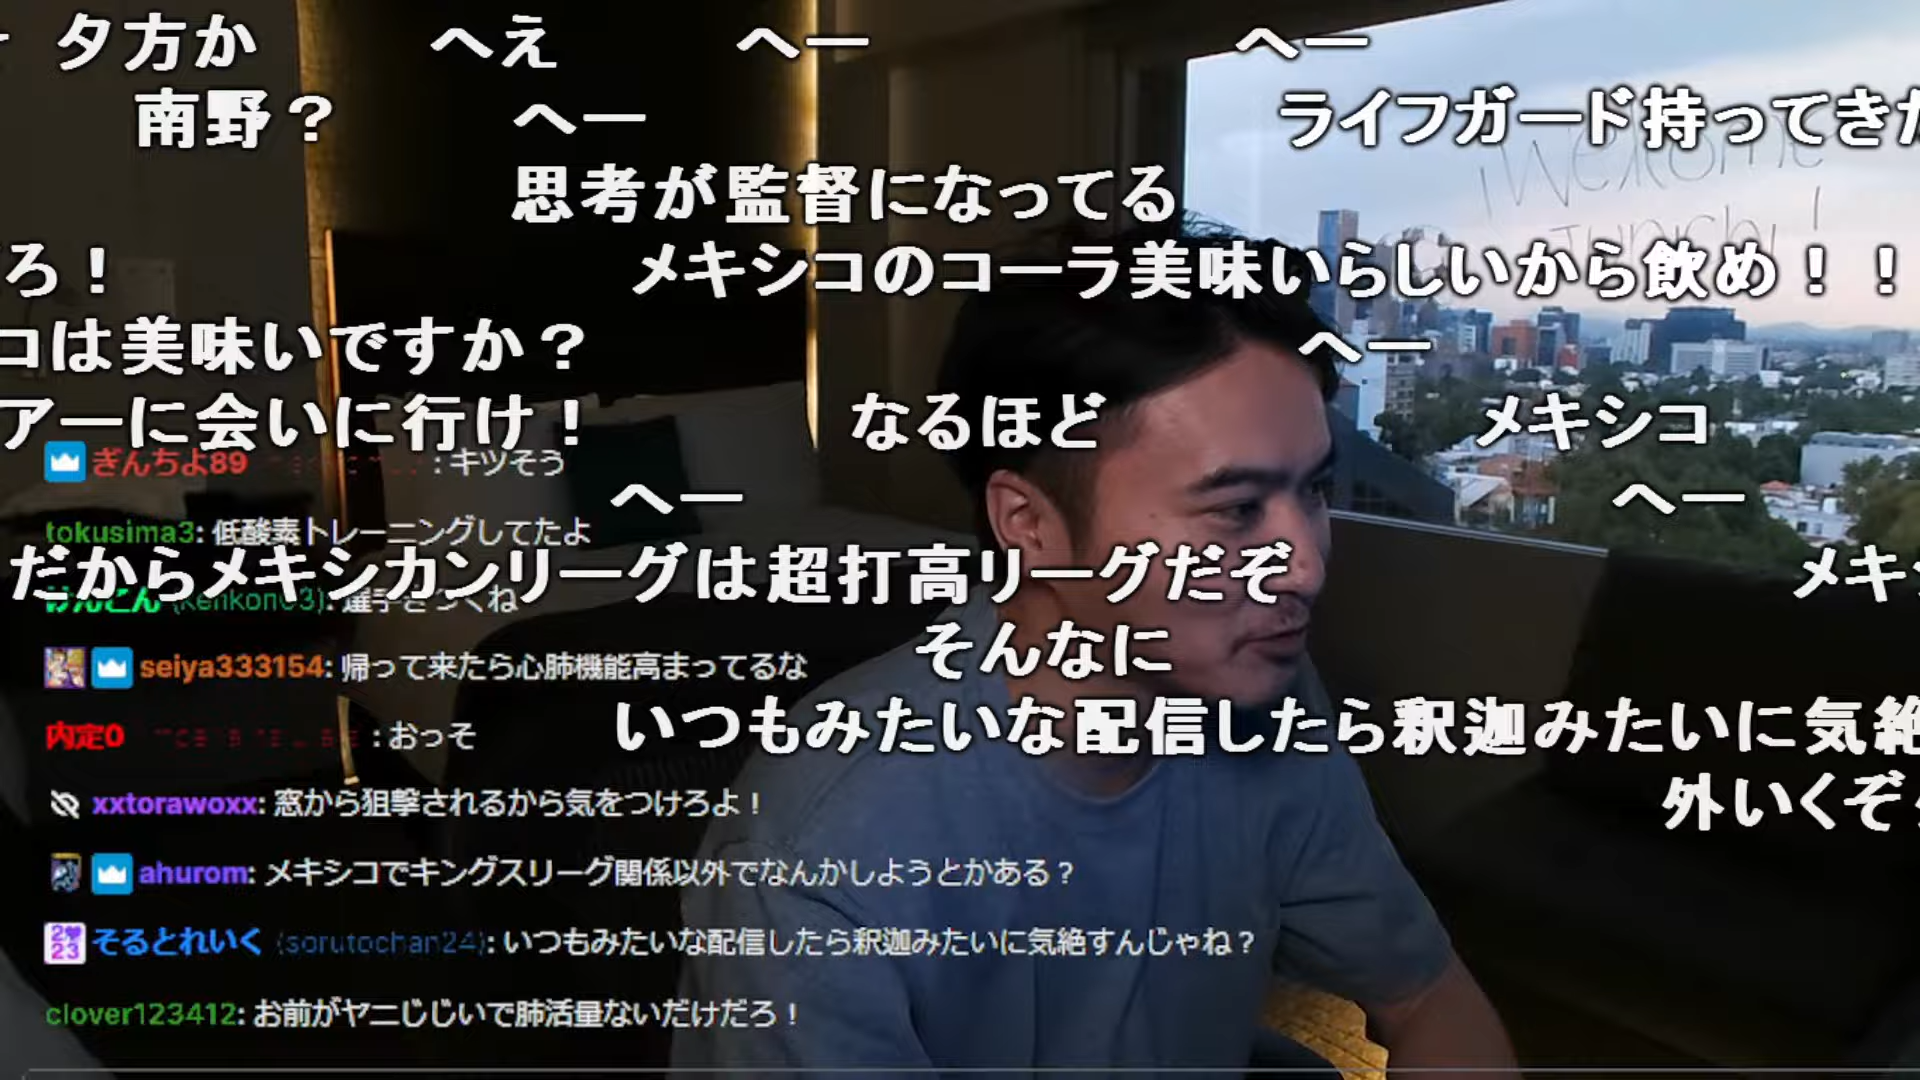 夕方か へえ へー へー
南野？ へー ライフガード持ってきた
Welcome
思考が監督になってる
Junichi!
ろ！ メキシコのコーラ美味いらしいから飲め！！
コは美味いですか？ へー
アーに会いに行け！ なるほど メキシコ
ぎんちよ89 : キツそう
へー へー
tokusima3: 低酸素トレーニングしてたよ
だからメキシカンリーグは超打高リーグだぞ メキシ
けんこん (kenkon03): 選手きっくね
そんなに
seiya333154: 帰って来たら心肺機能高まってるな
内定0 : おっそ
いつもみたいな配信したら釈迦みたいに気絶
xxtorawoxx: 窓から狙撃されるから気をつけろよ！
外いくぞ
ahurom: メキシコでキングスリーグ関係以外でなんかしようとかある？
そるとれいく (sorutochan24): いつもみたいな配信したら釈迦みたいに気絶すんじゃね？
clover123412: お前がヤニじじいで肺活量ないだけだろ！